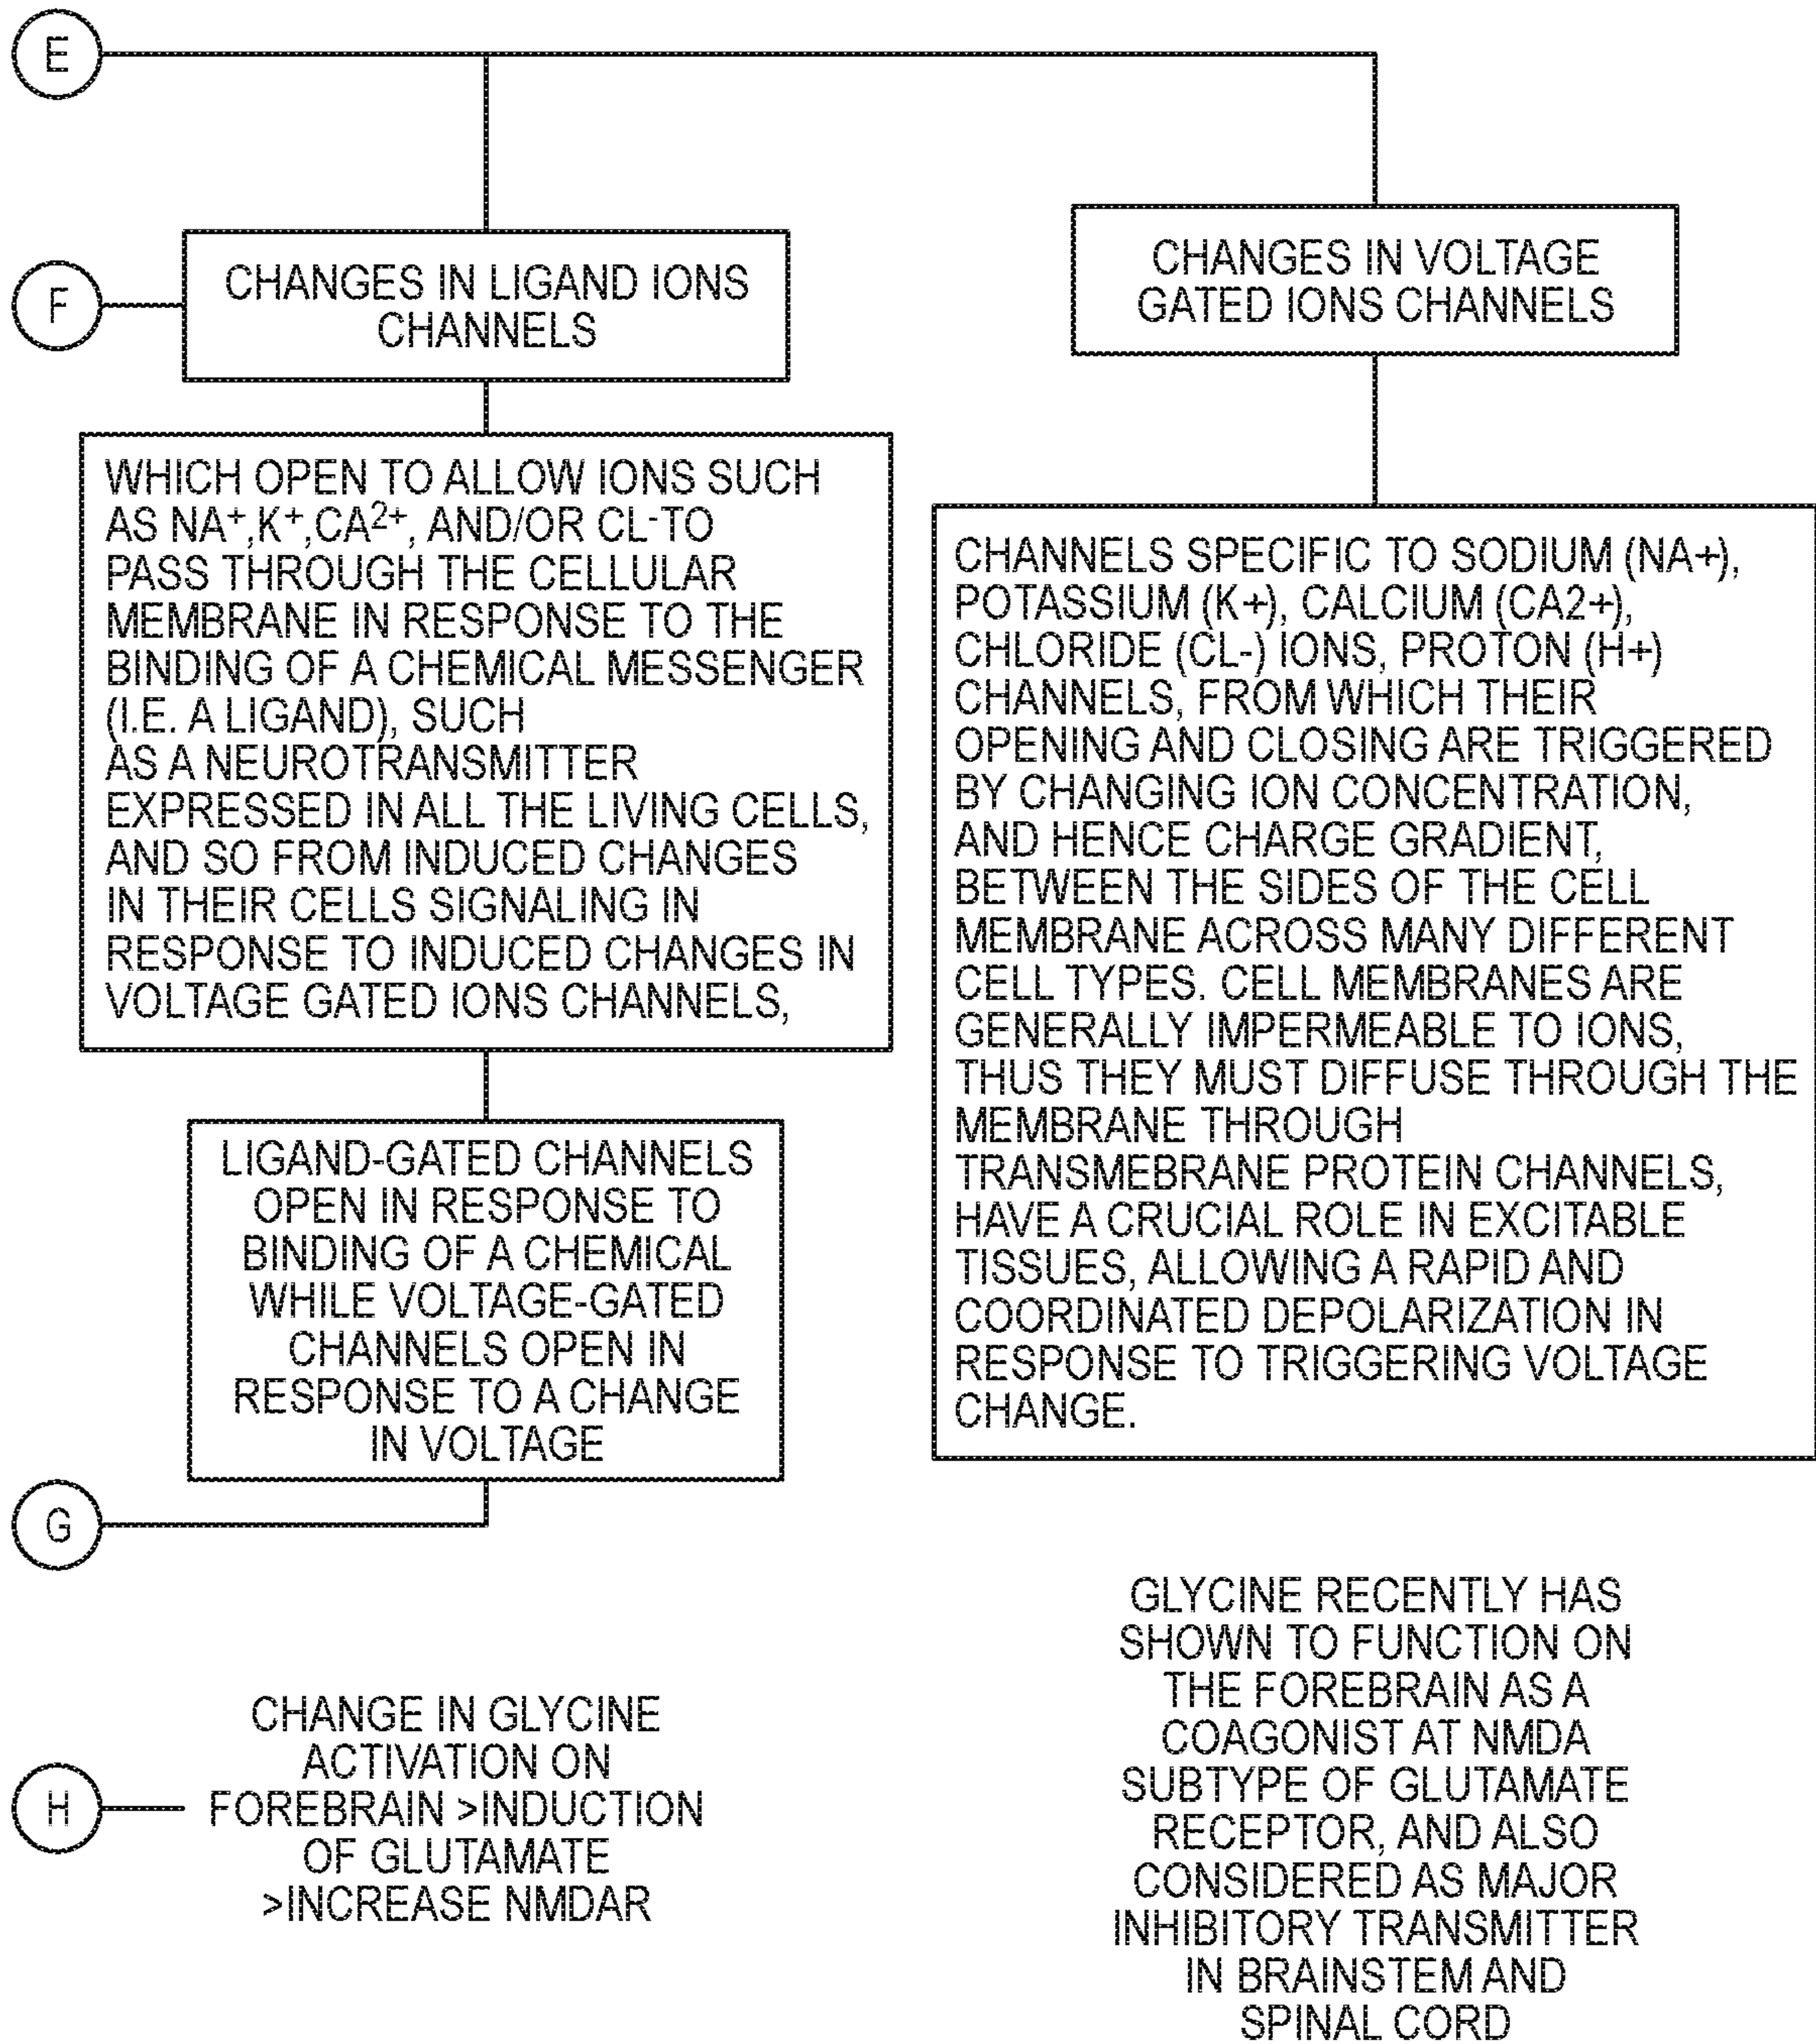 E
F
CHANGES IN LIGAND IONS
CHANNELS
CHANGES IN VOLTAGE
GATED IONS CHANNELS
WHICH OPEN TO ALLOW IONS SUCH
AS NA⁺,K⁺,CA²⁺, AND/OR CL⁻TO
PASS THROUGH THE CELLULAR
MEMBRANE IN RESPONSE TO THE
BINDING OF A CHEMICAL MESSENGER
(I.E. A LIGAND), SUCH
AS A NEUROTRANSMITTER
EXPRESSED IN ALL THE LIVING CELLS,
AND SO FROM INDUCED CHANGES
IN THEIR CELLS SIGNALING IN
RESPONSE TO INDUCED CHANGES IN
VOLTAGE GATED IONS CHANNELS,
CHANNELS SPECIFIC TO SODIUM (NA+),
POTASSIUM (K+), CALCIUM (CA2+),
CHLORIDE (CL-) IONS, PROTON (H+)
CHANNELS, FROM WHICH THEIR
OPENING AND CLOSING ARE TRIGGERED
BY CHANGING ION CONCENTRATION,
AND HENCE CHARGE GRADIENT,
BETWEEN THE SIDES OF THE CELL
MEMBRANE ACROSS MANY DIFFERENT
CELL TYPES. CELL MEMBRANES ARE
GENERALLY IMPERMEABLE TO IONS,
THUS THEY MUST DIFFUSE THROUGH THE
MEMBRANE THROUGH
TRANSMEBRANE PROTEIN CHANNELS,
HAVE A CRUCIAL ROLE IN EXCITABLE
TISSUES, ALLOWING A RAPID AND
COORDINATED DEPOLARIZATION IN
RESPONSE TO TRIGGERING VOLTAGE
CHANGE.
LIGAND-GATED CHANNELS
OPEN IN RESPONSE TO
BINDING OF A CHEMICAL
WHILE VOLTAGE-GATED
CHANNELS OPEN IN
RESPONSE TO A CHANGE
IN VOLTAGE
G
H
CHANGE IN GLYCINE
ACTIVATION ON
FOREBRAIN >INDUCTION
OF GLUTAMATE
>INCREASE NMDAR
GLYCINE RECENTLY HAS
SHOWN TO FUNCTION ON
THE FOREBRAIN AS A
COAGONIST AT NMDA
SUBTYPE OF GLUTAMATE
RECEPTOR, AND ALSO
CONSIDERED AS MAJOR
INHIBITORY TRANSMITTER
IN BRAINSTEM AND
SPINAL CORD